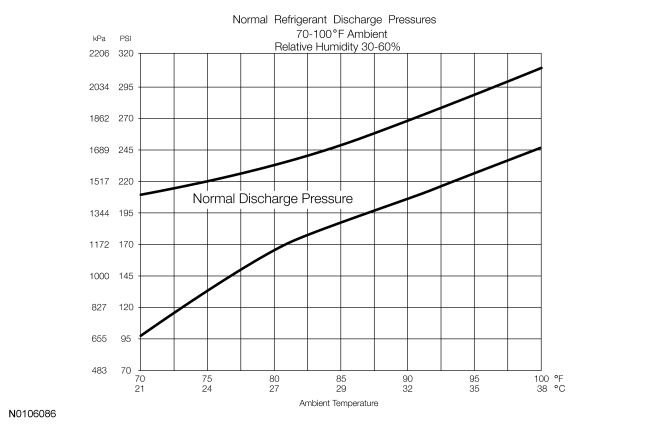 Normal Refrigerant Discharge Pressures
70-100°F Ambient
Relative Humidity 30-60%
kPa PSI
2206 320
2034 295
1862 270
1689 245
1517 220
Normal Discharge Pressure
1344 195
1172 170
1000 145
827 120
655 95
483 70
70 75 80 85 90 95 100 °F
21 24 27 29 32 35 38 °C
Ambient Temperature
N0106086